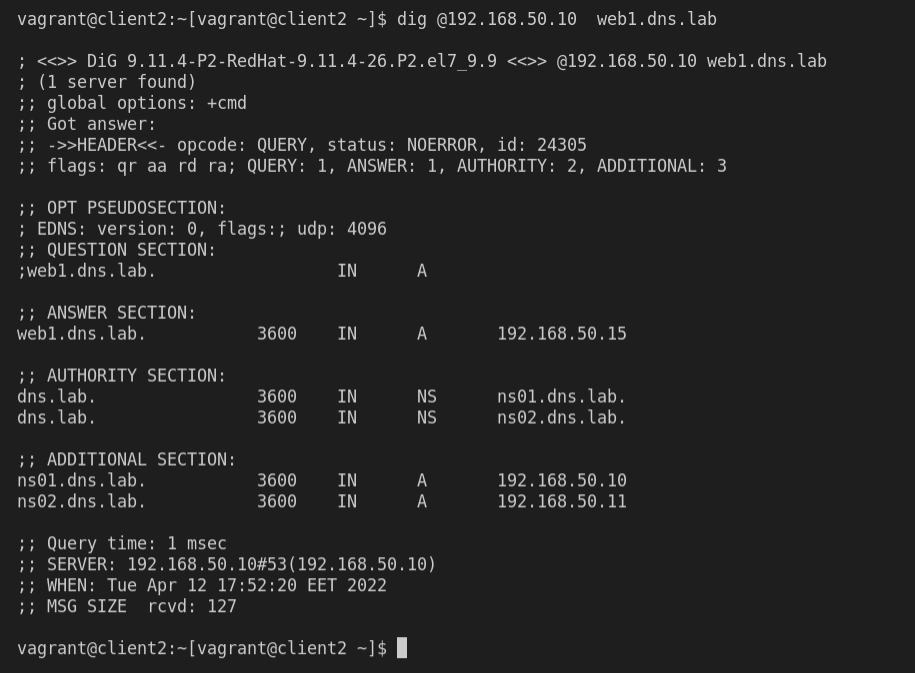 vagrant@client2:~[vagrant@client2 ~]$ dig @192.168.50.10  web1.dns.lab
; <<>> DiG 9.11.4-P2-RedHat-9.11.4-26.P2.el7_9.9 <<>> @192.168.50.10 web1.dns.lab
; (1 server found)
;; global options: +cmd
;; Got answer:
;; ->>HEADER<<- opcode: QUERY, status: NOERROR, id: 24305
;; flags: qr aa rd ra; QUERY: 1, ANSWER: 1, AUTHORITY: 2, ADDITIONAL: 3
;; OPT PSEUDOSECTION:
; EDNS: version: 0, flags:; udp: 4096
;; QUESTION SECTION:
;web1.dns.lab.                  IN      A
;; ANSWER SECTION:
web1.dns.lab.           3600    IN      A       192.168.50.15
;; AUTHORITY SECTION:
dns.lab.                3600    IN      NS      ns01.dns.lab.
dns.lab.                3600    IN      NS      ns02.dns.lab.
;; ADDITIONAL SECTION:
ns01.dns.lab.           3600    IN      A       192.168.50.10
ns02.dns.lab.           3600    IN      A       192.168.50.11
;; Query time: 1 msec
;; SERVER: 192.168.50.10#53(192.168.50.10)
;; WHEN: Tue Apr 12 17:52:20 EET 2022
;; MSG SIZE  rcvd: 127
vagrant@client2:~[vagrant@client2 ~]$